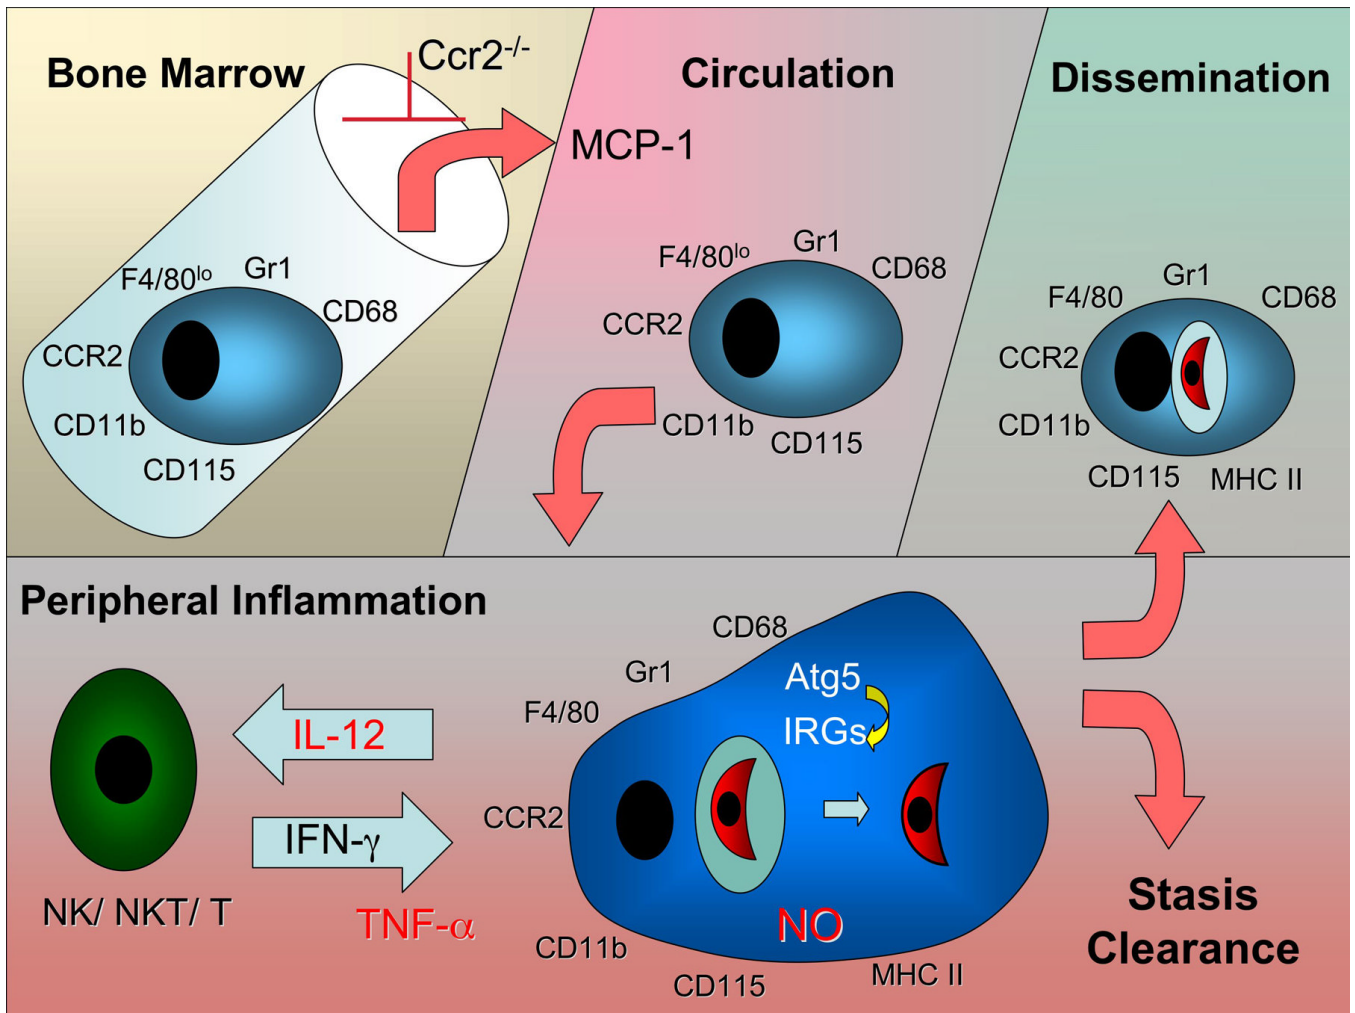 Bone Marrow
Ccr2-/-
MCP-1
F4/80lo
Gr1
CD68
CCR2
CD11b
CD115
Circulation
F4/80lo
Gr1
CD68
CCR2
CD11b
CD115
Dissemination
Gr1
F4/80
CD68
CCR2
CD11b
CD115
MHC II
Peripheral Inflammation
IL-12
IFN-γ
TNF-α
NK/ NKT/ T
CD68
Gr1
F4/80
CCR2
CD11b
CD115
MHC II
Atg5
IRGs
NO
Stasis
Clearance